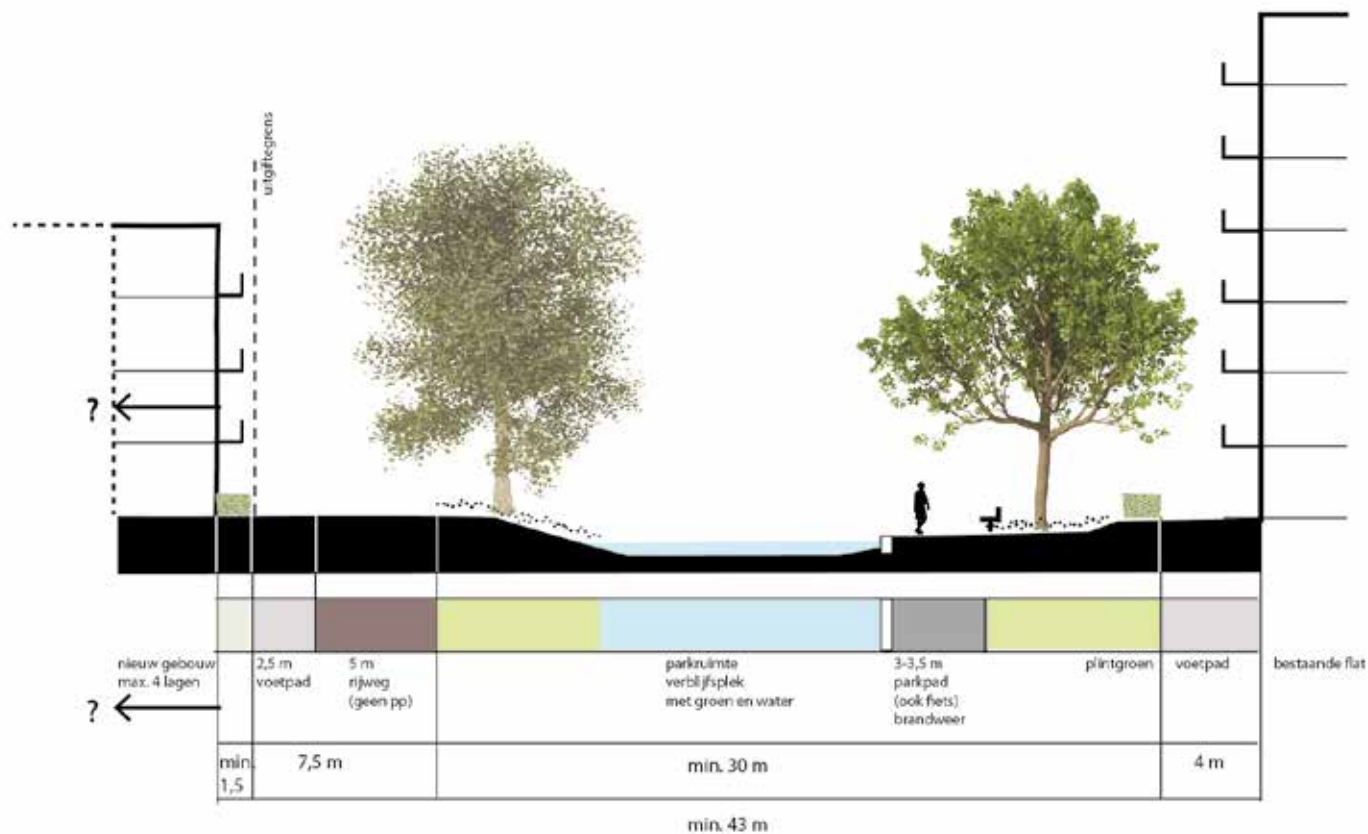 uitgiftegrens
?
nieuw gebouw
max. 4 lagen
2,5 m
voetpad
5 m
rijweg
(geen pp)
parkruimte
verblijfsplek
met groen en water
3-3,5 m
parkpad
(ook fiets)
brandweer
plintgroen
voetpad
bestaande flat
?
min.
1,5
7,5 m
min. 30 m
4 m
min. 43 m